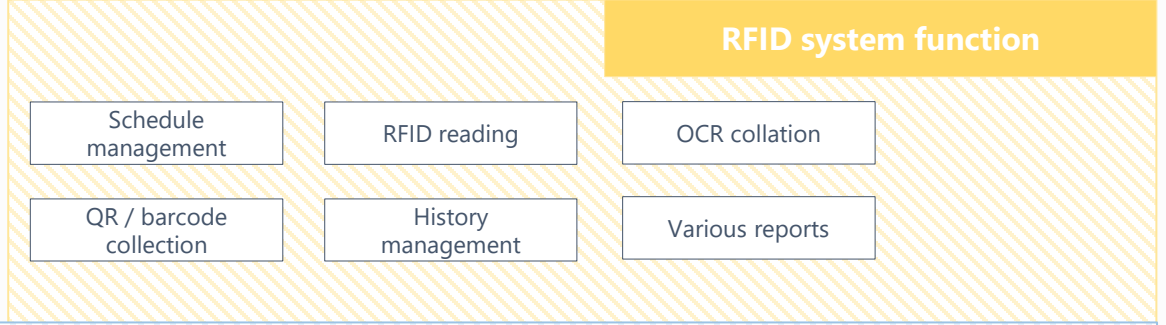 RFID system function
Schedule
management
RFID reading
OCR collation
QR / barcode
collection
History
management
Various reports